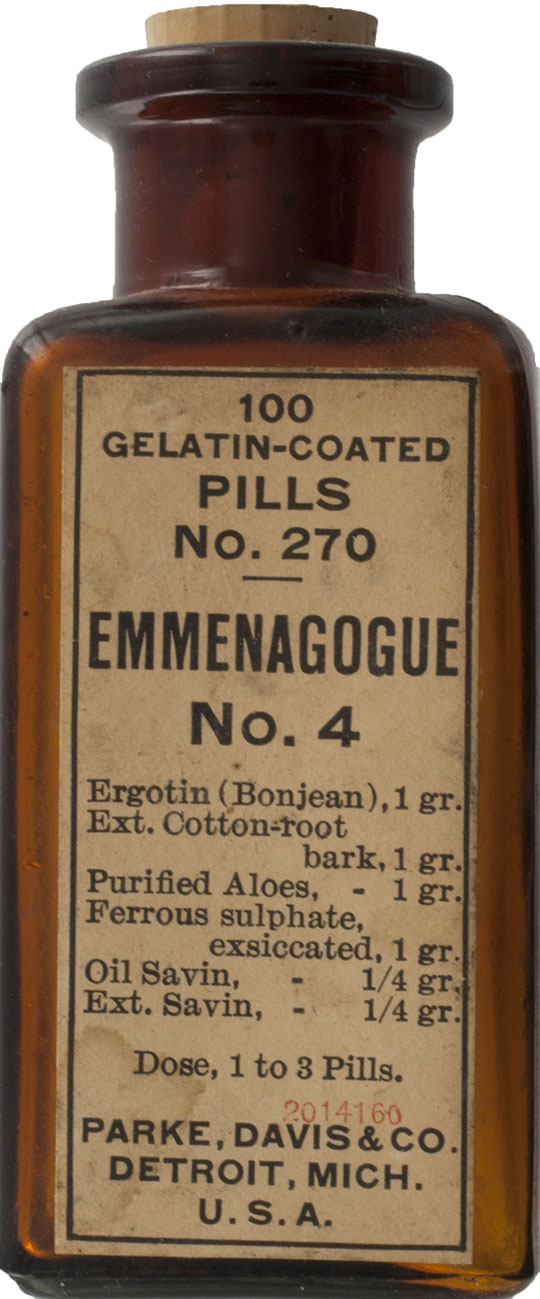 100
GELATIN-COATED
PILLS
No. 270
EMMENAGOGUE
No. 4
Ergotin (Bonjean), 1 gr.
Ext. Cotton-root
bark, 1 gr.
Purified Aloes, - 1 gr.
Ferrous sulphate,
exsiccated, 1 gr.
Oil Savin, - 1/4 gr.
Ext. Savin, - 1/4 gr.
Dose, 1 to 3 Pills.
2014160
PARKE, DAVIS & CO.
DETROIT, MICH.
U. S. A.